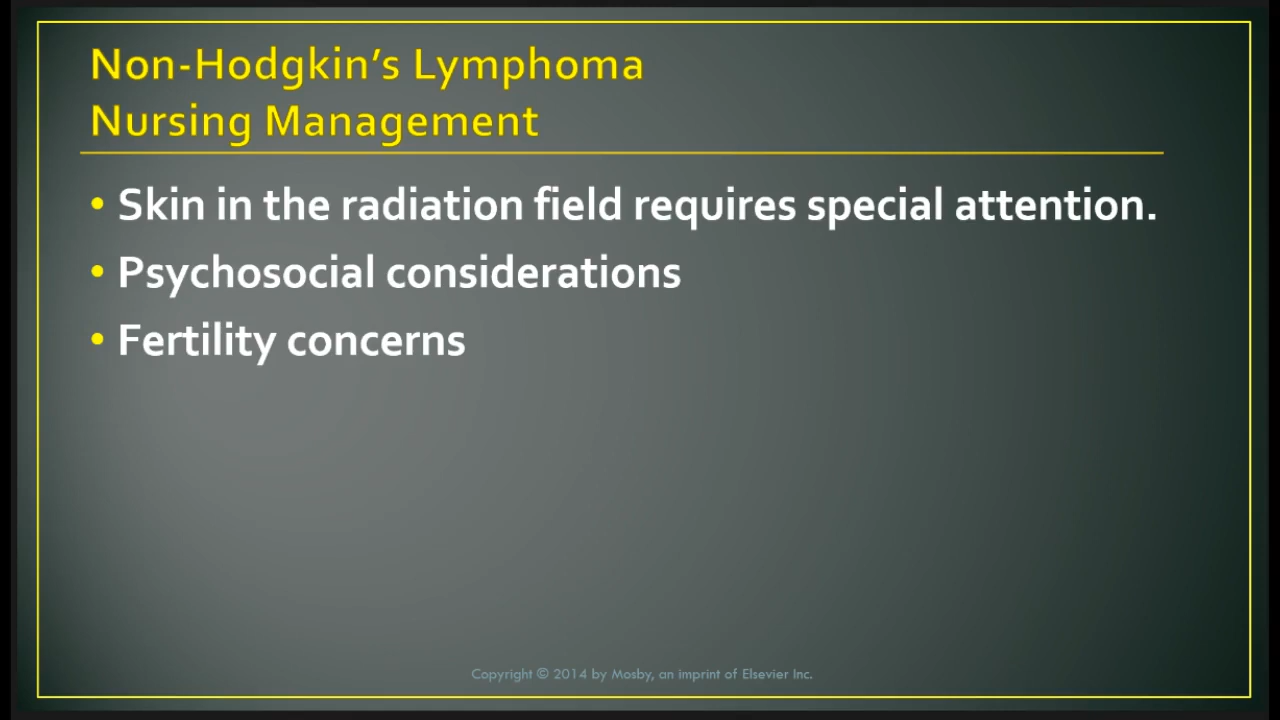 Non-Hodgkin’s Lymphoma
Nursing Management
• Skin in the radiation field requires special attention.
• Psychosocial considerations
• Fertility concerns
Copyright © 2014 by Mosby, an imprint of Elsevier Inc.